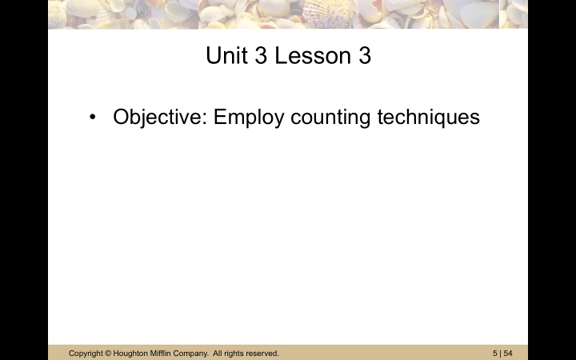 Unit 3 Lesson 3
• Objective: Employ counting techniques
Copyright © Houghton Mifflin Company. All rights reserved.
5 | 54